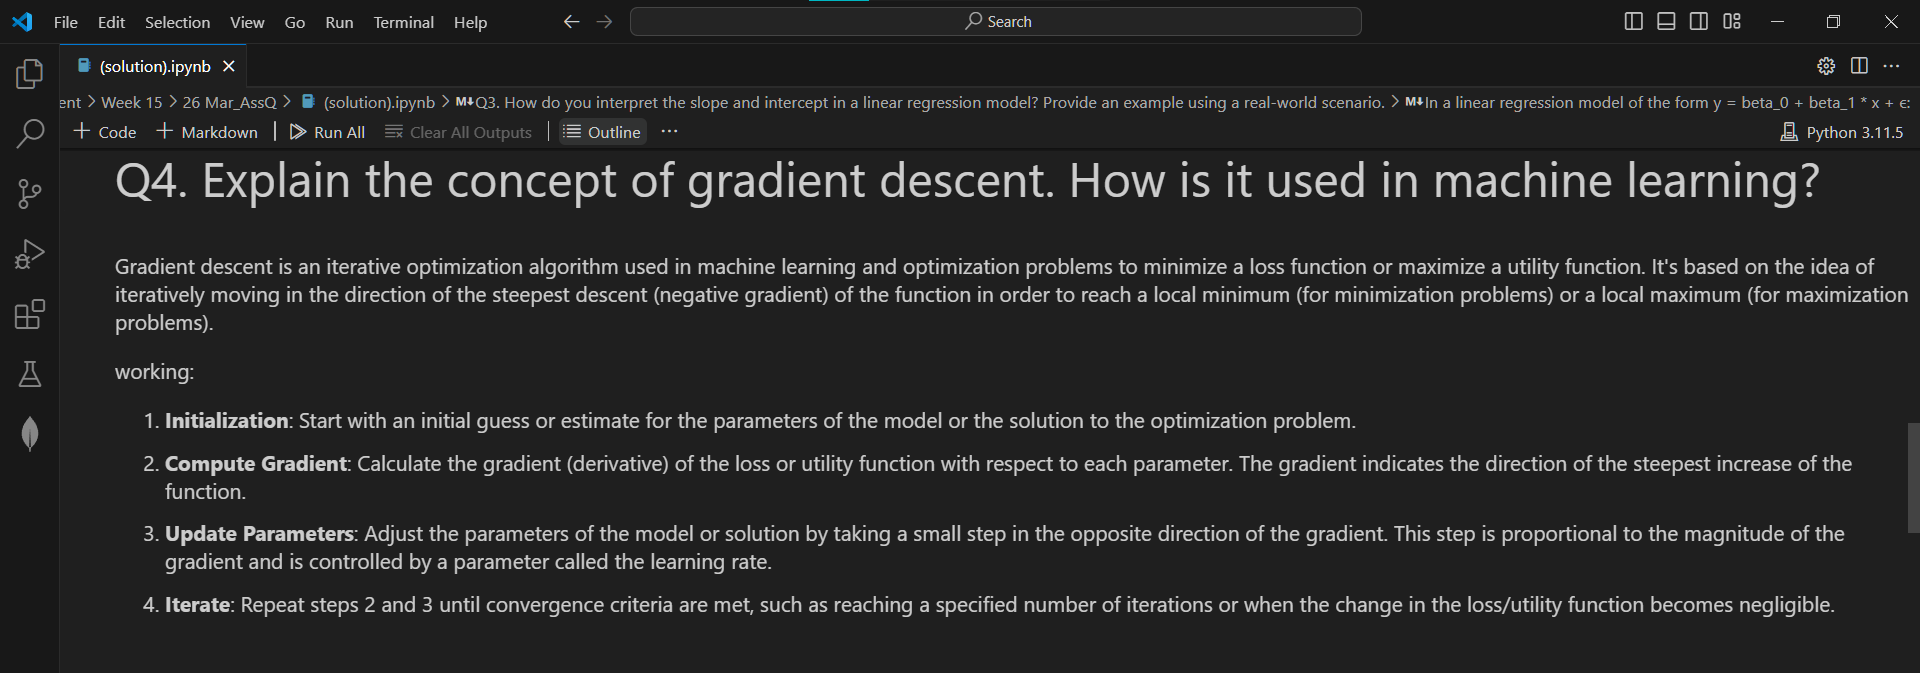 File Edit Selection View Go Run Terminal Help Search
(solution).ipynb
ent > Week 15 > 26 Mar_AssQ > (solution).ipynb > M↓Q3. How do you interpret the slope and intercept in a linear regression model? Provide an example using a real-world scenario. > M↓In a linear regression model of the form y = beta_0 + beta_1 * x + ϵ:
+ Code + Markdown | Run All Clear All Outputs | Outline ... Python 3.11.5
Q4. Explain the concept of gradient descent. How is it used in machine learning?
Gradient descent is an iterative optimization algorithm used in machine learning and optimization problems to minimize a loss function or maximize a utility function. It's based on the idea of
iteratively moving in the direction of the steepest descent (negative gradient) of the function in order to reach a local minimum (for minimization problems) or a local maximum (for maximization
problems).
working:
1. Initialization: Start with an initial guess or estimate for the parameters of the model or the solution to the optimization problem.
2. Compute Gradient: Calculate the gradient (derivative) of the loss or utility function with respect to each parameter. The gradient indicates the direction of the steepest increase of the
function.
3. Update Parameters: Adjust the parameters of the model or solution by taking a small step in the opposite direction of the gradient. This step is proportional to the magnitude of the
gradient and is controlled by a parameter called the learning rate.
4. Iterate: Repeat steps 2 and 3 until convergence criteria are met, such as reaching a specified number of iterations or when the change in the loss/utility function becomes negligible.